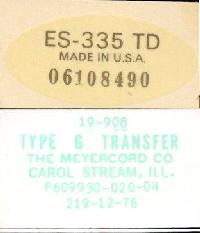 ES-335 TD
MADE IN U.S.A.
06108490
19-908
TYPE G TRANSFER
THE MEYERCORD CO
CAROL STREAM, ILL.
P609930-020-04
219-12-76